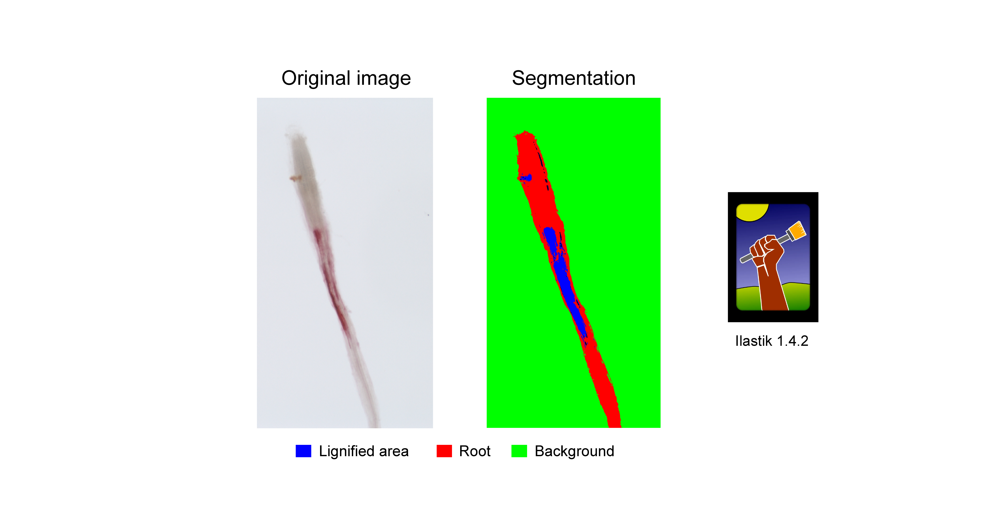 Original image
Segmentation
Ilastik 1.4.2
Lignified area
Root
Background